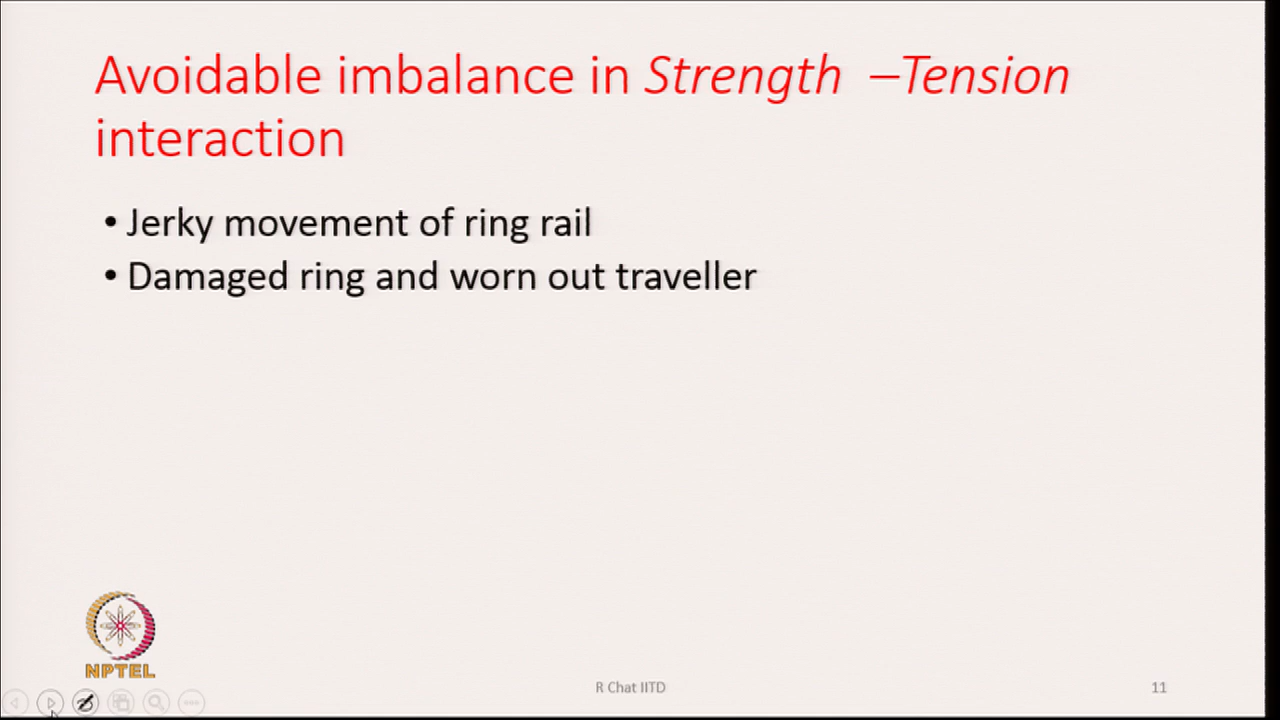 Avoidable imbalance in Strength –Tension
interaction
• Jerky movement of ring rail
• Damaged ring and worn out traveller
NPTEL
R Chat IITD
11